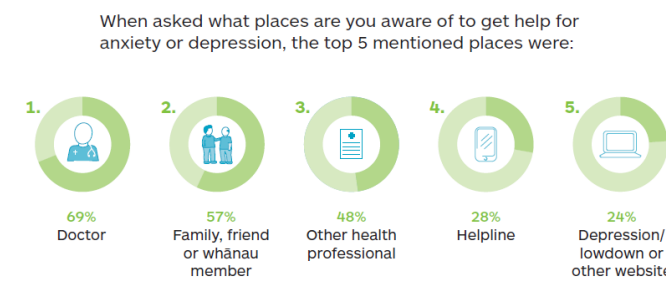 When asked what places are you aware of to get help for
anxiety or depression, the top 5 mentioned places were:
1.
2.
3.
4.
5.
69%
Doctor
57%
Family, friend
or whānau
member
48%
Other health
professional
28%
Helpline
24%
Depression/
lowdown or
other website